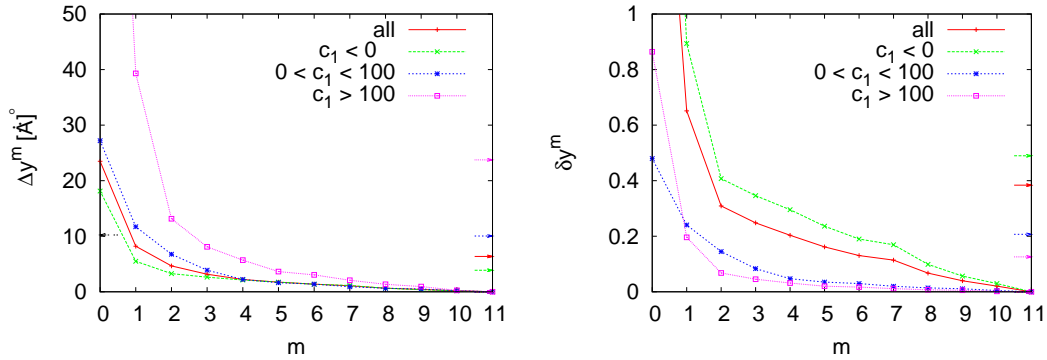 50
40
30
20
10
0
Δy^m [Å]°
all
c_1 < 0
0 < c_1 < 100
c_1 > 100
0 1 2 3 4 5 6 7 8 9 10 11
m
1
0.8
0.6
0.4
0.2
0
δy^m
all
c_1 < 0
0 < c_1 < 100
c_1 > 100
0 1 2 3 4 5 6 7 8 9 10 11
m